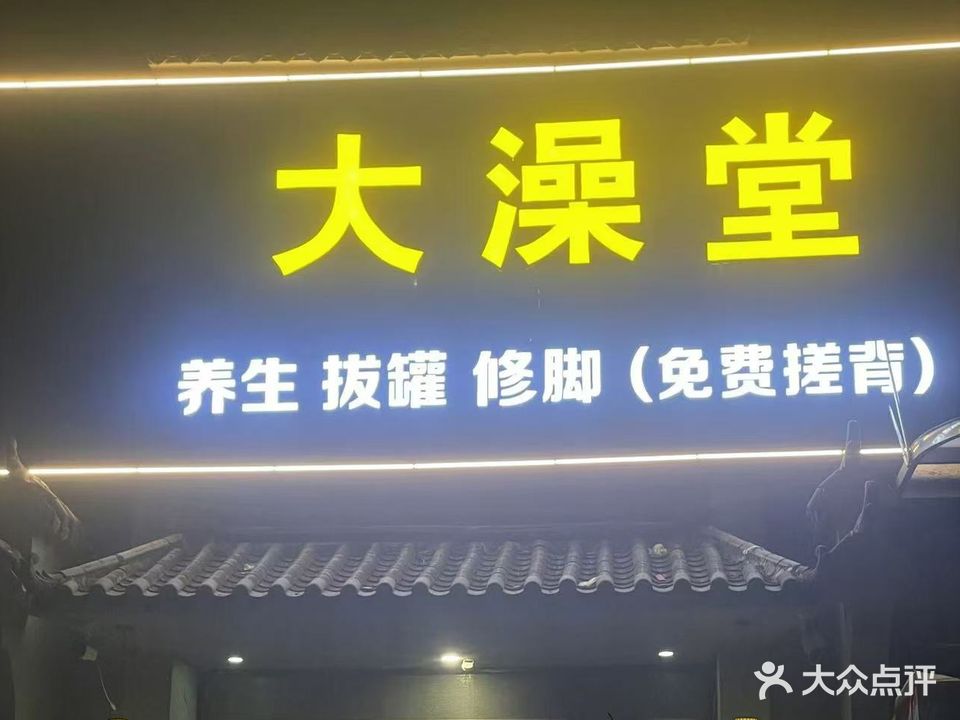 大澡堂
养生 拔罐 修脚(免费搓背)
大众点评